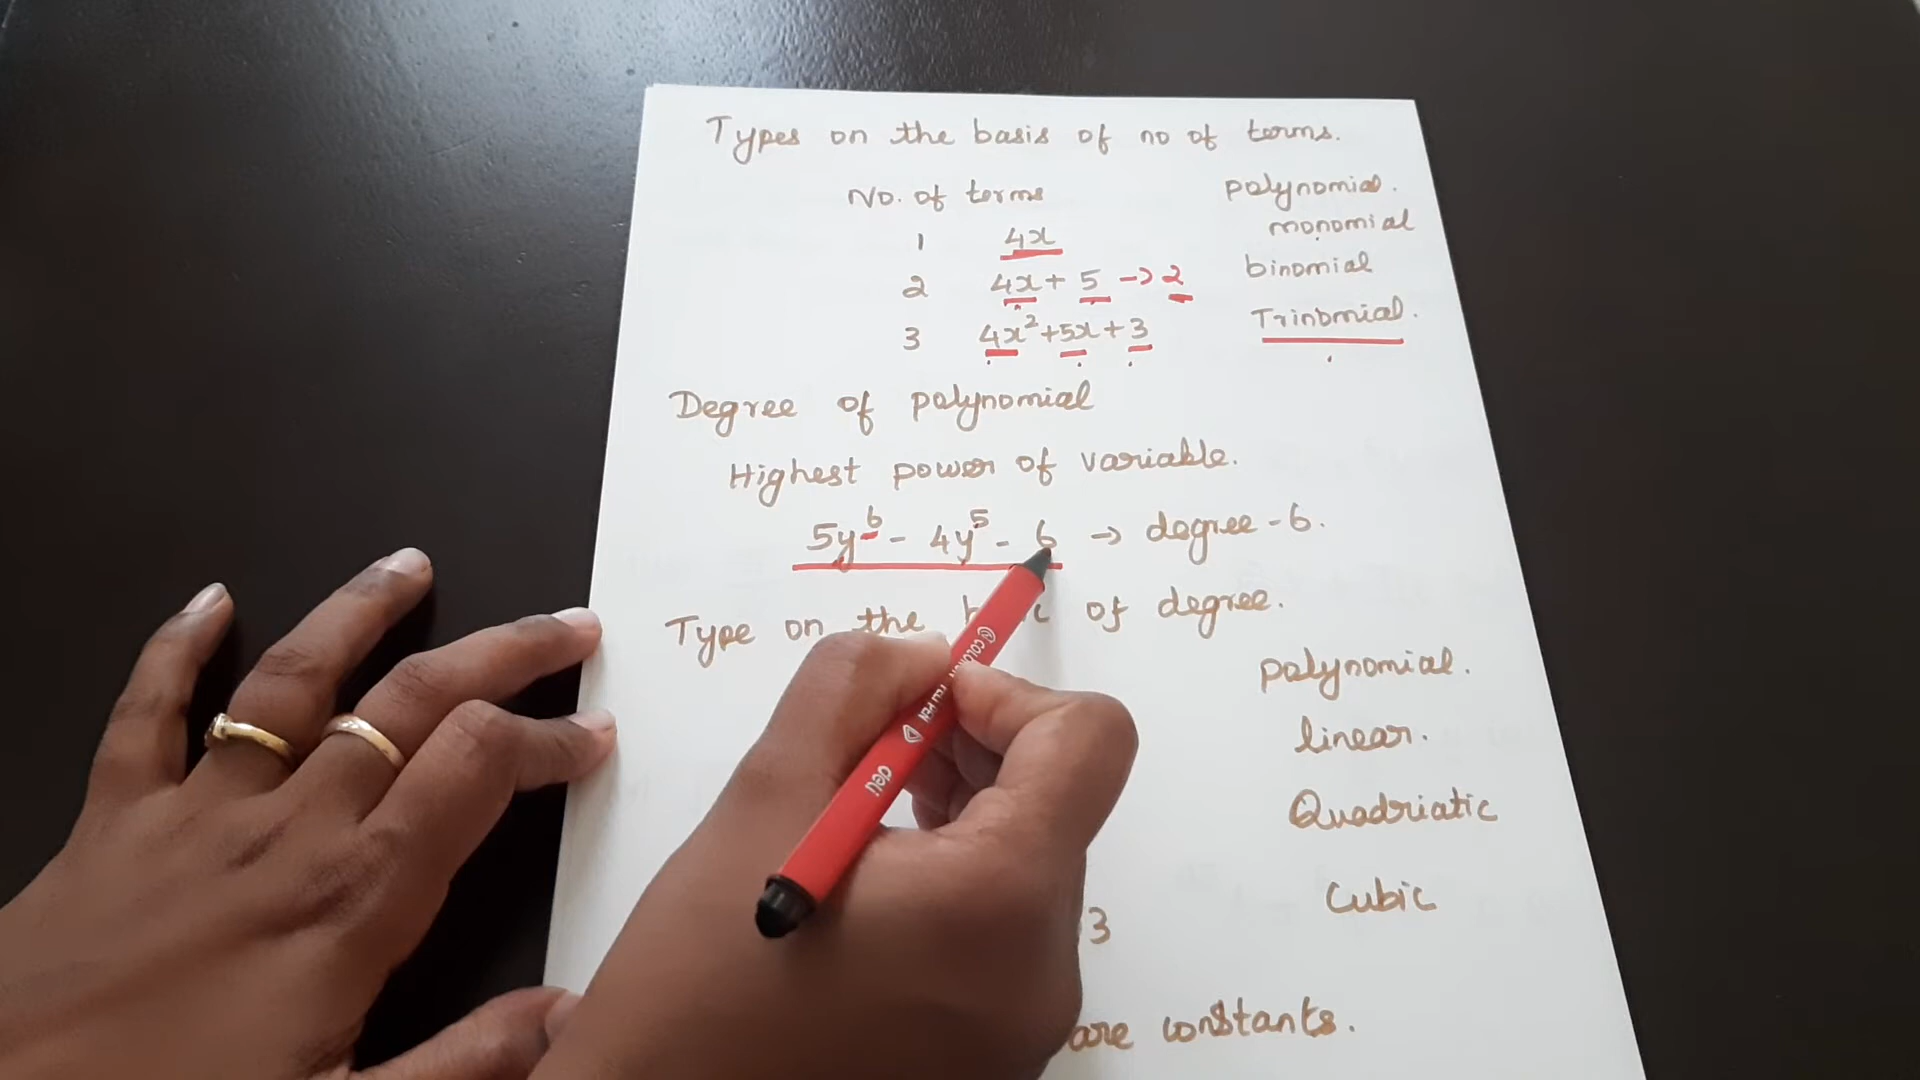 Types on the basis of no of terms.
No. of terms polynomial.
1 4x monomial
2 4x + 5 → 2 binomial
3 4x² + 5x + 3 Trinomial.
Degree of polynomial
Highest power of variable.
5y⁶ - 4y⁵ - 6 → degree - 6.
Type on the of degree.
polynomial.
linear.
Quadriatic
Cubic
3
are constants.
deli